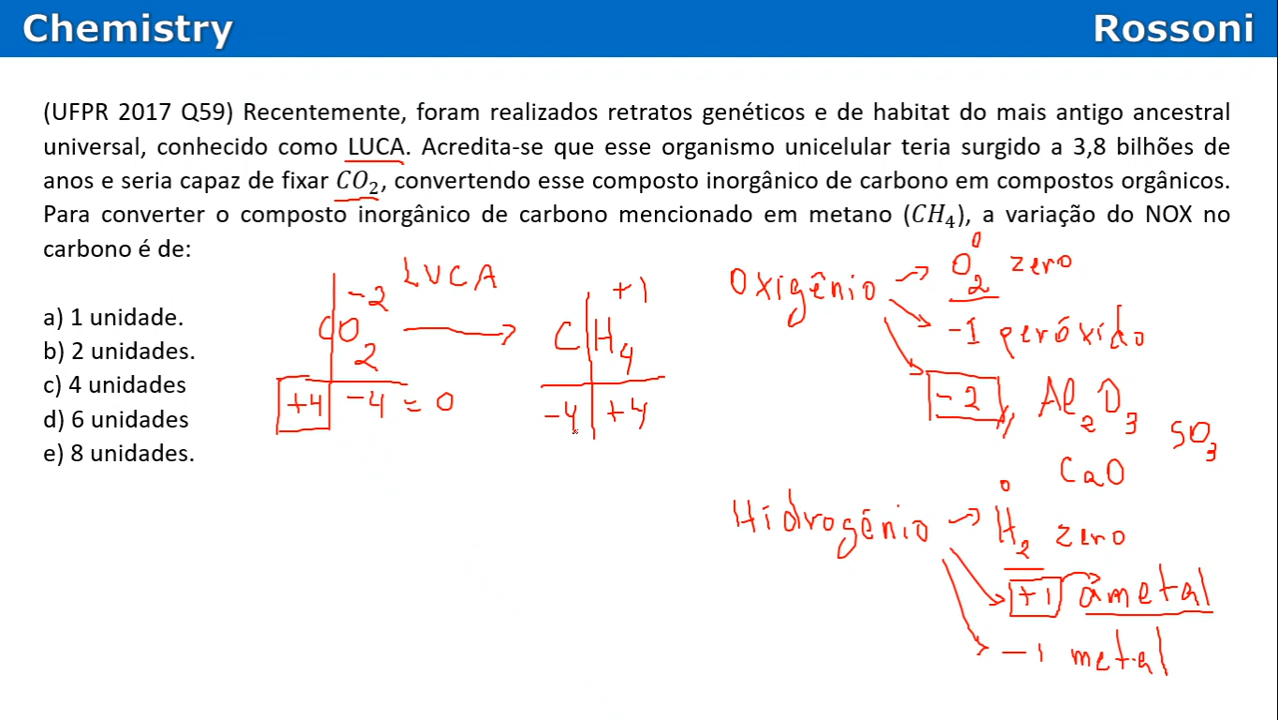 Chemistry Rossoni
(UFPR 2017 Q59) Recentemente, foram realizados retratos genéticos e de habitat do mais antigo ancestral
universal, conhecido como LUCA. Acredita-se que esse organismo unicelular teria surgido a 3,8 bilhões de
anos e seria capaz de fixar CO₂, convertendo esse composto inorgânico de carbono em compostos orgânicos.
Para converter o composto inorgânico de carbono mencionado em metano (CH₄), a variação do NOX no
carbono é de:
a) 1 unidade.
b) 2 unidades.
c) 4 unidades
d) 6 unidades
e) 8 unidades.
-2 LUCA +1
CO₂ → CH₄
+4 -4 = 0 -4 +4
Oxigênio → O₂ 0 zero
-1 peróxido
-2 Al₂O₃ SO₃
CaO
Hidrogênio → H₂ 0 zero
+1 ametal
-1 metal